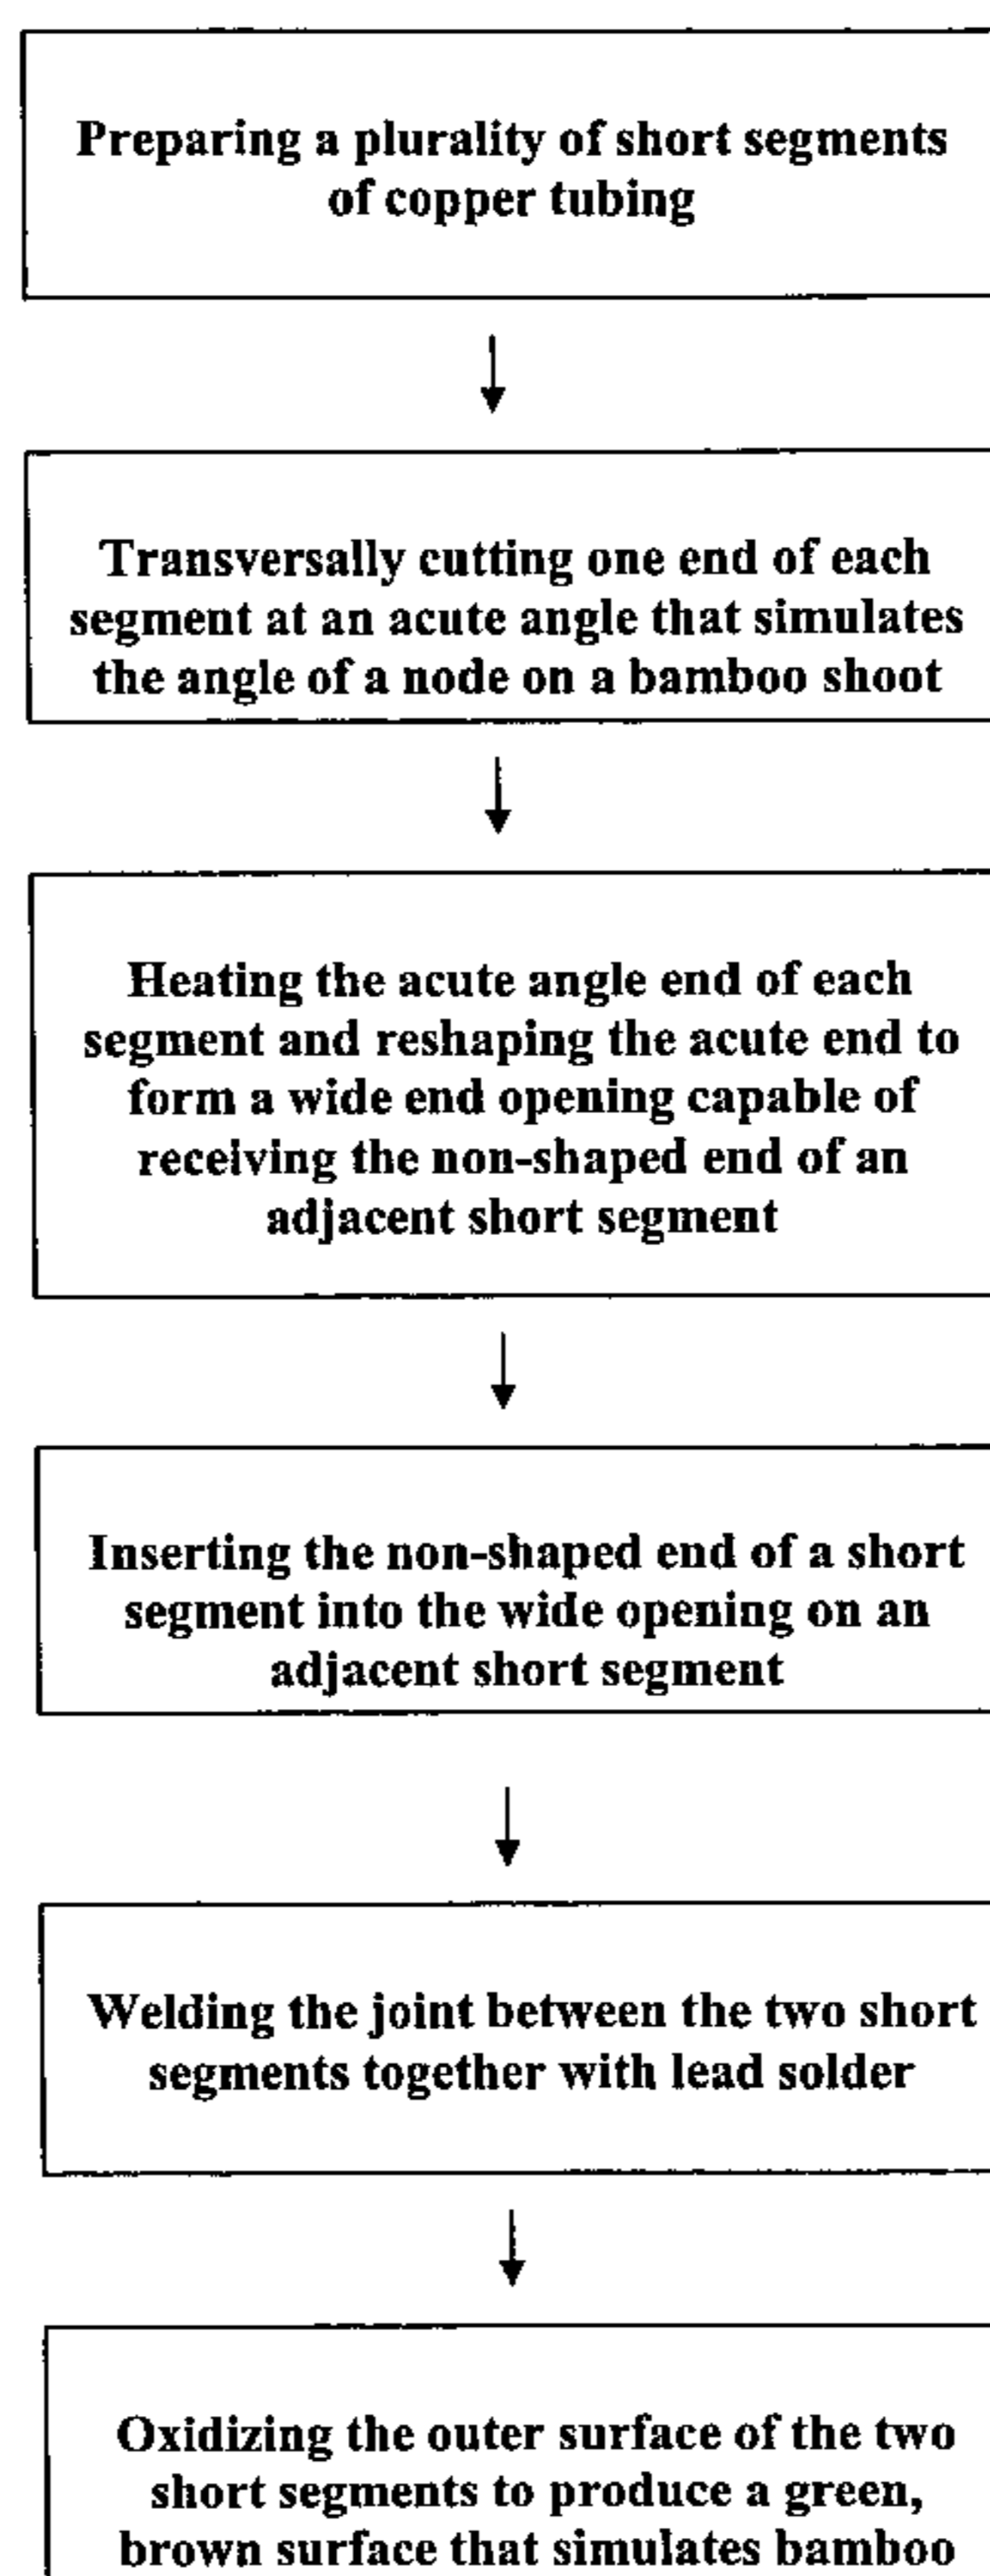 Preparing a plurality of short segments
of copper tubing
Transversally cutting one end of each
segment at an acute angle that simulates
the angle of a node on a bamboo shoot
Heating the acute angle end of each
segment and reshaping the acute end to
form a wide end opening capable of
receiving the non-shaped end of an
adjacent short segment
Inserting the non-shaped end of a short
segment into the wide opening on an
adjacent short segment
Welding the joint between the two short
segments together with lead solder
Oxidizing the outer surface of the two
short segments to produce a green,
brown surface that simulates bamboo